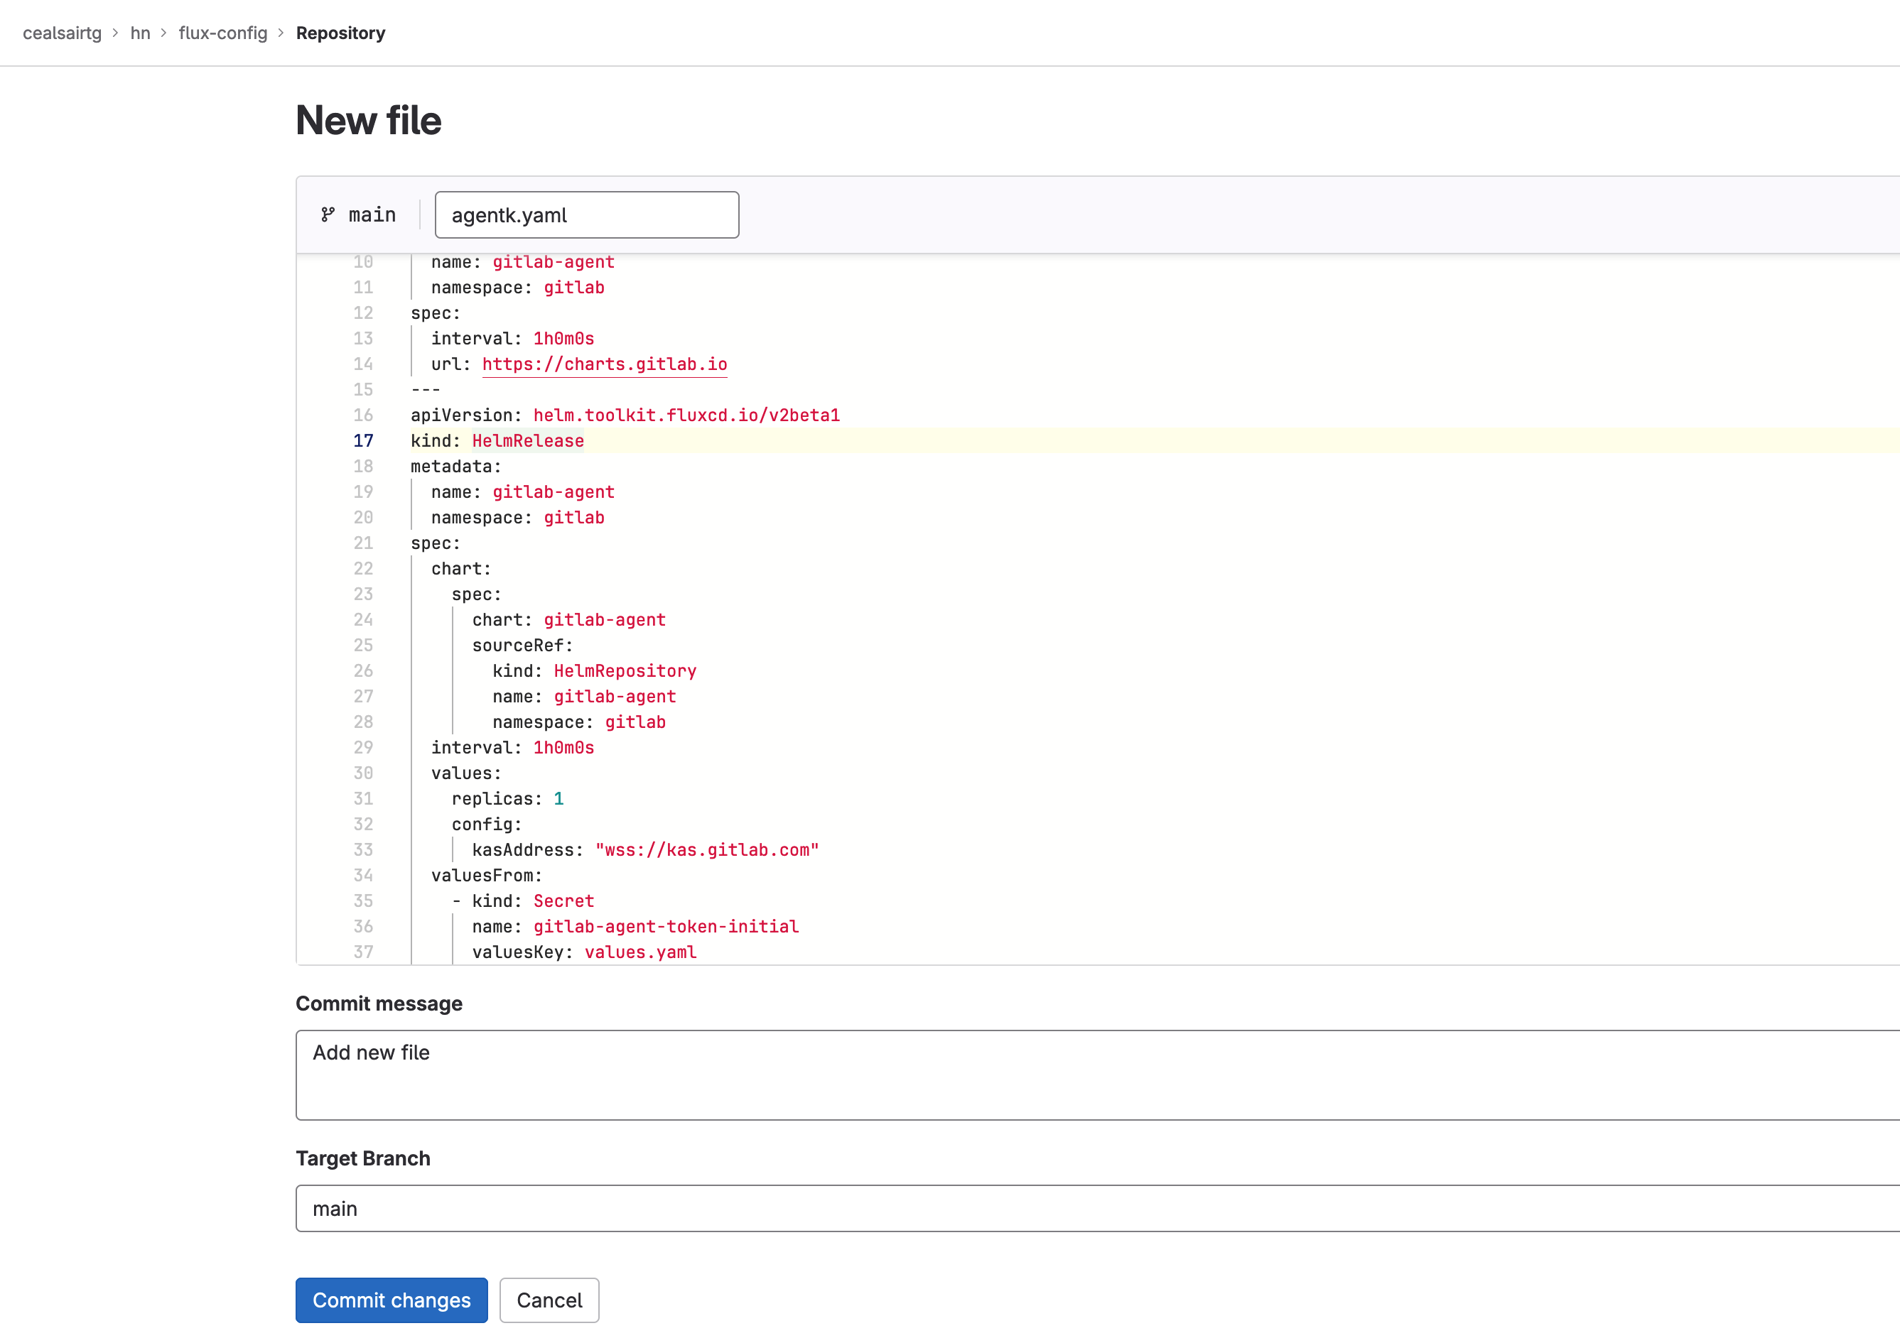 cealsairtg > hn > flux-config > Repository
New file
main
agentk.yaml
10 name: gitlab-agent
11 namespace: gitlab
12 spec:
13 interval: 1h0m0s
14 url: https://charts.gitlab.io
15 ---
16 apiVersion: helm.toolkit.fluxcd.io/v2beta1
17 kind: HelmRelease
18 metadata:
19 name: gitlab-agent
20 namespace: gitlab
21 spec:
22 chart:
23 spec:
24 chart: gitlab-agent
25 sourceRef:
26 kind: HelmRepository
27 name: gitlab-agent
28 namespace: gitlab
29 interval: 1h0m0s
30 values:
31 replicas: 1
32 config:
33 kasAddress: "wss://kas.gitlab.com"
34 valuesFrom:
35 - kind: Secret
36 name: gitlab-agent-token-initial
37 valuesKey: values.yaml
Commit message
Add new file
Target Branch
main
Commit changes
Cancel